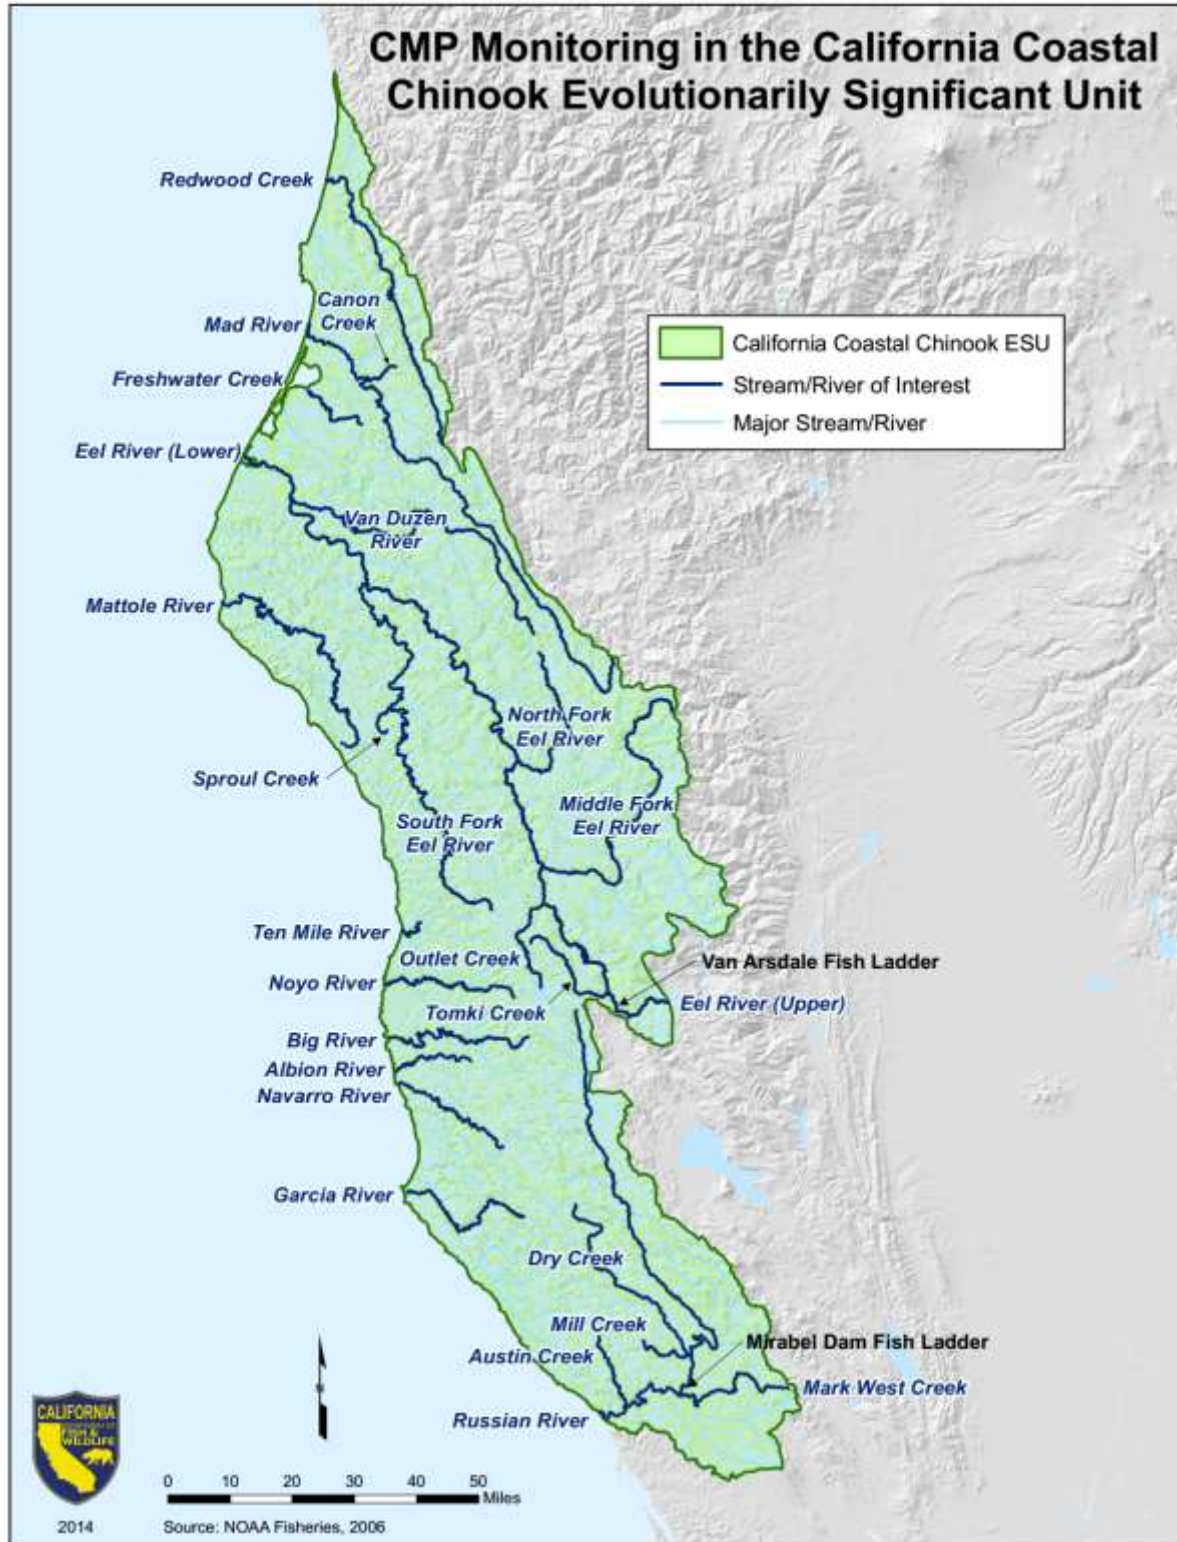 CMP Monitoring in the California Coastal
Chinook Evolutionarily Significant Unit
Redwood Creek
Canon
Creek
Mad River
California Coastal Chinook ESU
Freshwater Creek
Stream/River of Interest
Major Stream/River
Eel River (Lower)
Van Duzen
River
Mattole River
North Fork
Eel River
Sproul Creek
Middle Fork
Eel River
South Fork
Eel River
Ten Mile River
Outlet Creek
Van Arsdale Fish Ladder
Noyo River
Tomki Creek
Eel River (Upper)
Big River
Albion River
Navarro River
Garcia River
Dry Creek
Mill Creek
Mirabel Dam Fish Ladder
Austin Creek
Mark West Creek
Russian River
CALIFORNIA
FISH &
WILDLIFE
0 10 20 30 40 50
Miles
2014
Source: NOAA Fisheries, 2006